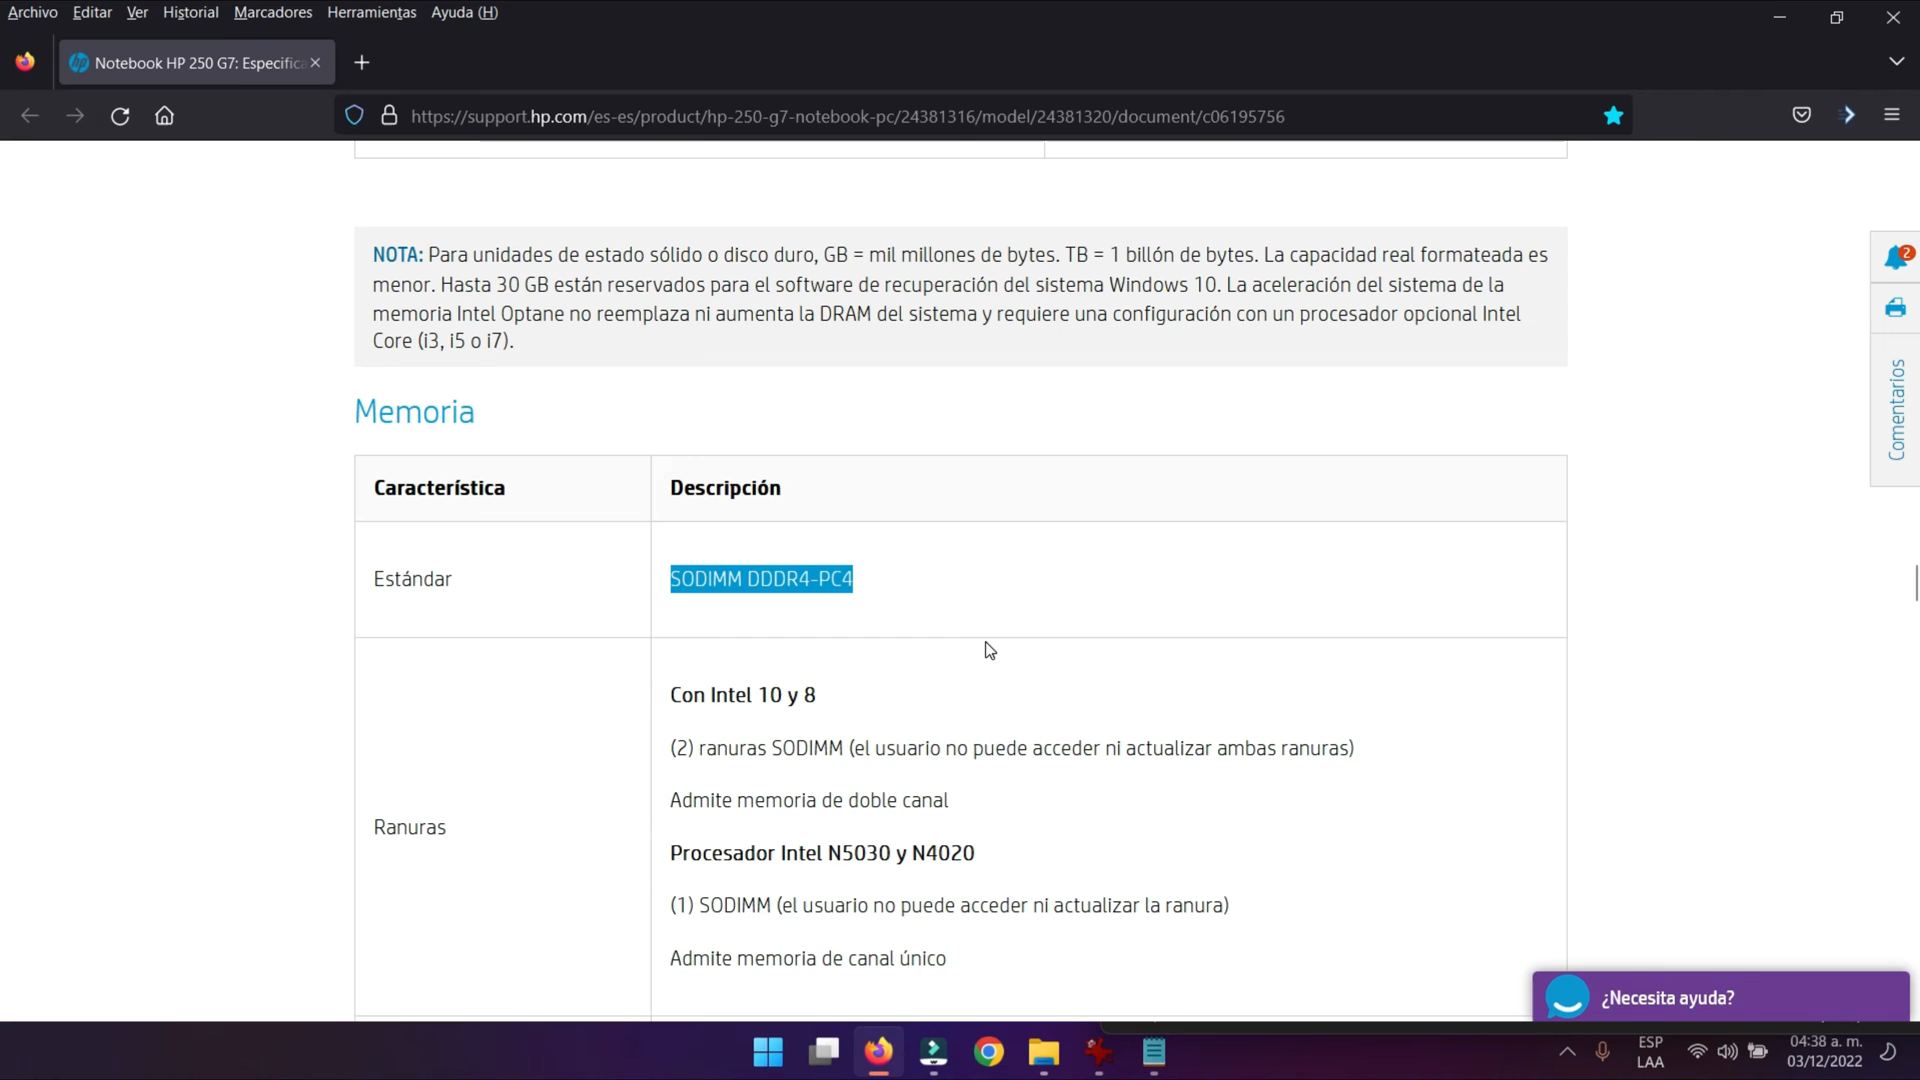 Archivo Editar Ver Historial Marcadores Herramientas Ayuda (H)
Notebook HP 250 G7: Especifica
https://support.hp.com/es-es/product/hp-250-g7-notebook-pc/24381316/model/24381320/document/c06195756
NOTA: Para unidades de estado sólido o disco duro, GB = mil millones de bytes. TB = 1 billón de bytes. La capacidad real formateada es
menor. Hasta 30 GB están reservados para el software de recuperación del sistema Windows 10. La aceleración del sistema de la
memoria Intel Optane no reemplaza ni aumenta la DRAM del sistema y requiere una configuración con un procesador opcional Intel
Core (i3, i5 o i7).
2
Comentarios
Memoria
Característica Descripción
Estándar SODIMM DDDR4-PC4
Ranuras
Con Intel 10 y 8
(2) ranuras SODIMM (el usuario no puede acceder ni actualizar ambas ranuras)
Admite memoria de doble canal
Procesador Intel N5030 y N4020
(1) SODIMM (el usuario no puede acceder ni actualizar la ranura)
Admite memoria de canal único
¿Necesita ayuda?
ESP
LAA
04:38 a. m.
03/12/2022